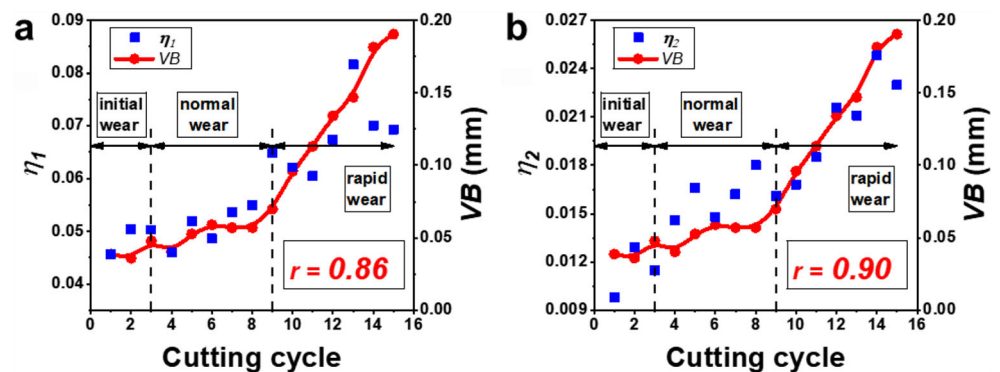 a
η1
VB
initial
wear
normal
wear
rapid
wear
r = 0.86
0.09
0.08
0.07
0.06
0.05
0.04
η1
0.20
0.15
0.10
0.05
0.00
VB (mm)
0 2 4 6 8 10 12 14 16
Cutting cycle
b
η2
VB
initial
wear
normal
wear
rapid
wear
r = 0.90
0.027
0.024
0.021
0.018
0.015
0.012
0.009
η2
0.20
0.15
0.10
0.05
0.00
VB (mm)
0 2 4 6 8 10 12 14 16
Cutting cycle